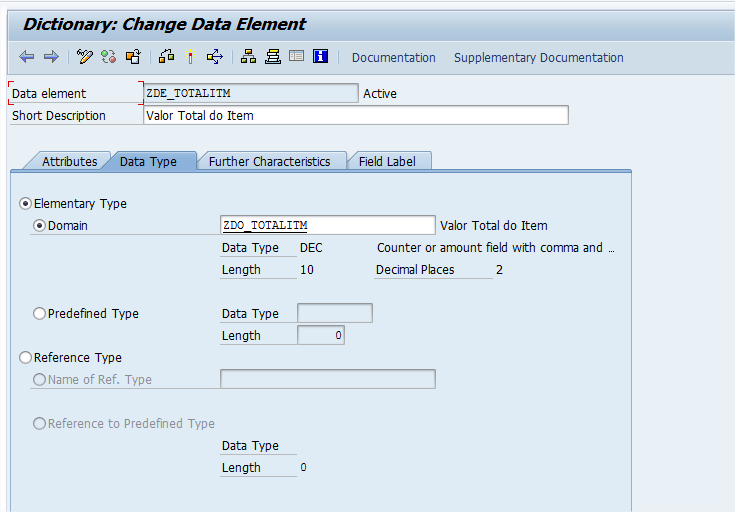 Dictionary: Change Data Element
Documentation Supplementary Documentation
Data element ZDE_TOTALITM Active
Short Description Valor Total do Item
Attributes Data Type Further Characteristics Field Label
Elementary Type
Domain ZDO_TOTALITM Valor Total do Item
Data Type DEC Counter or amount field with comma and ...
Length 10 Decimal Places 2
Predefined Type Data Type
Length 0
Reference Type
Name of Ref. Type
Reference to Predefined Type
Data Type
Length 0